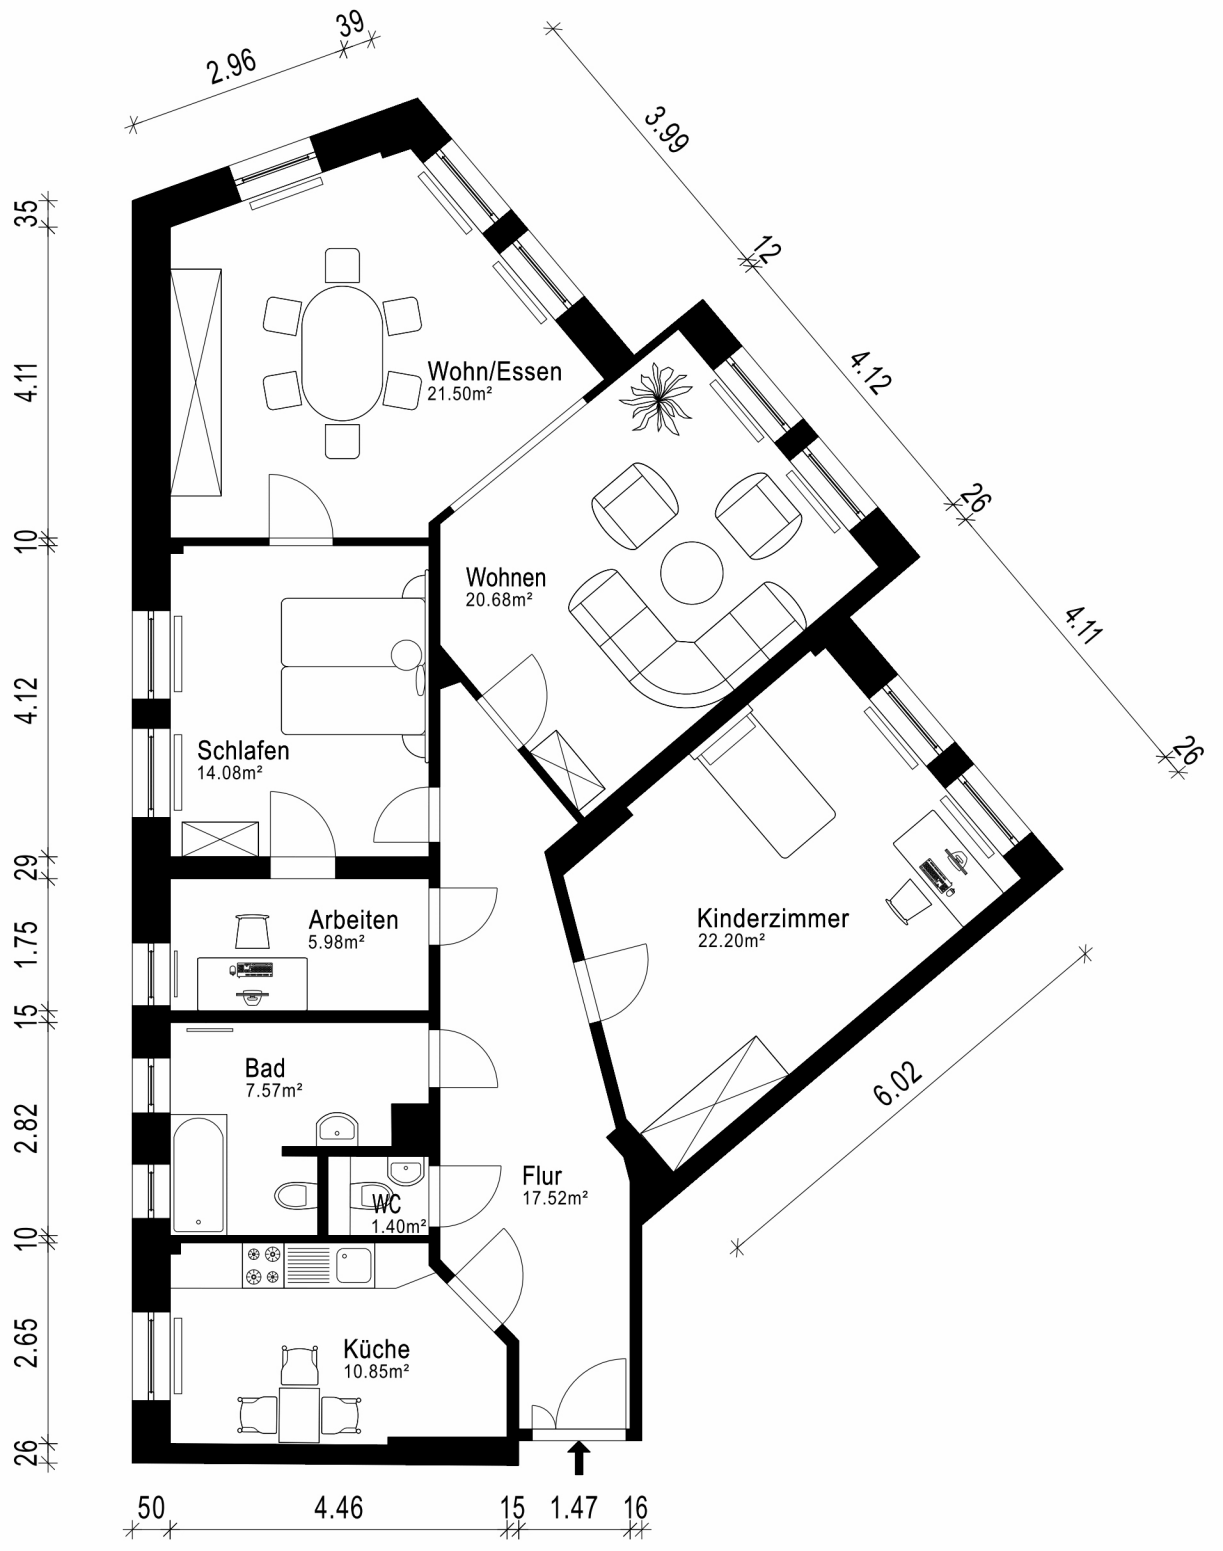 39
2.96
3.99
35
12
4.11
Wohn/Essen
21.50m²
4.12
26
10
Wohnen
20.68m²
4.11
4.12
Schlafen
14.08m²
26
29
Arbeiten
5.98m²
Kinderzimmer
22.20m²
1.75
15
Bad
7.57m²
6.02
2.82
Flur
17.52m²
WC
1.40m²
10
2.65
Küche
10.85m²
26
50
4.46
15
1.47
16